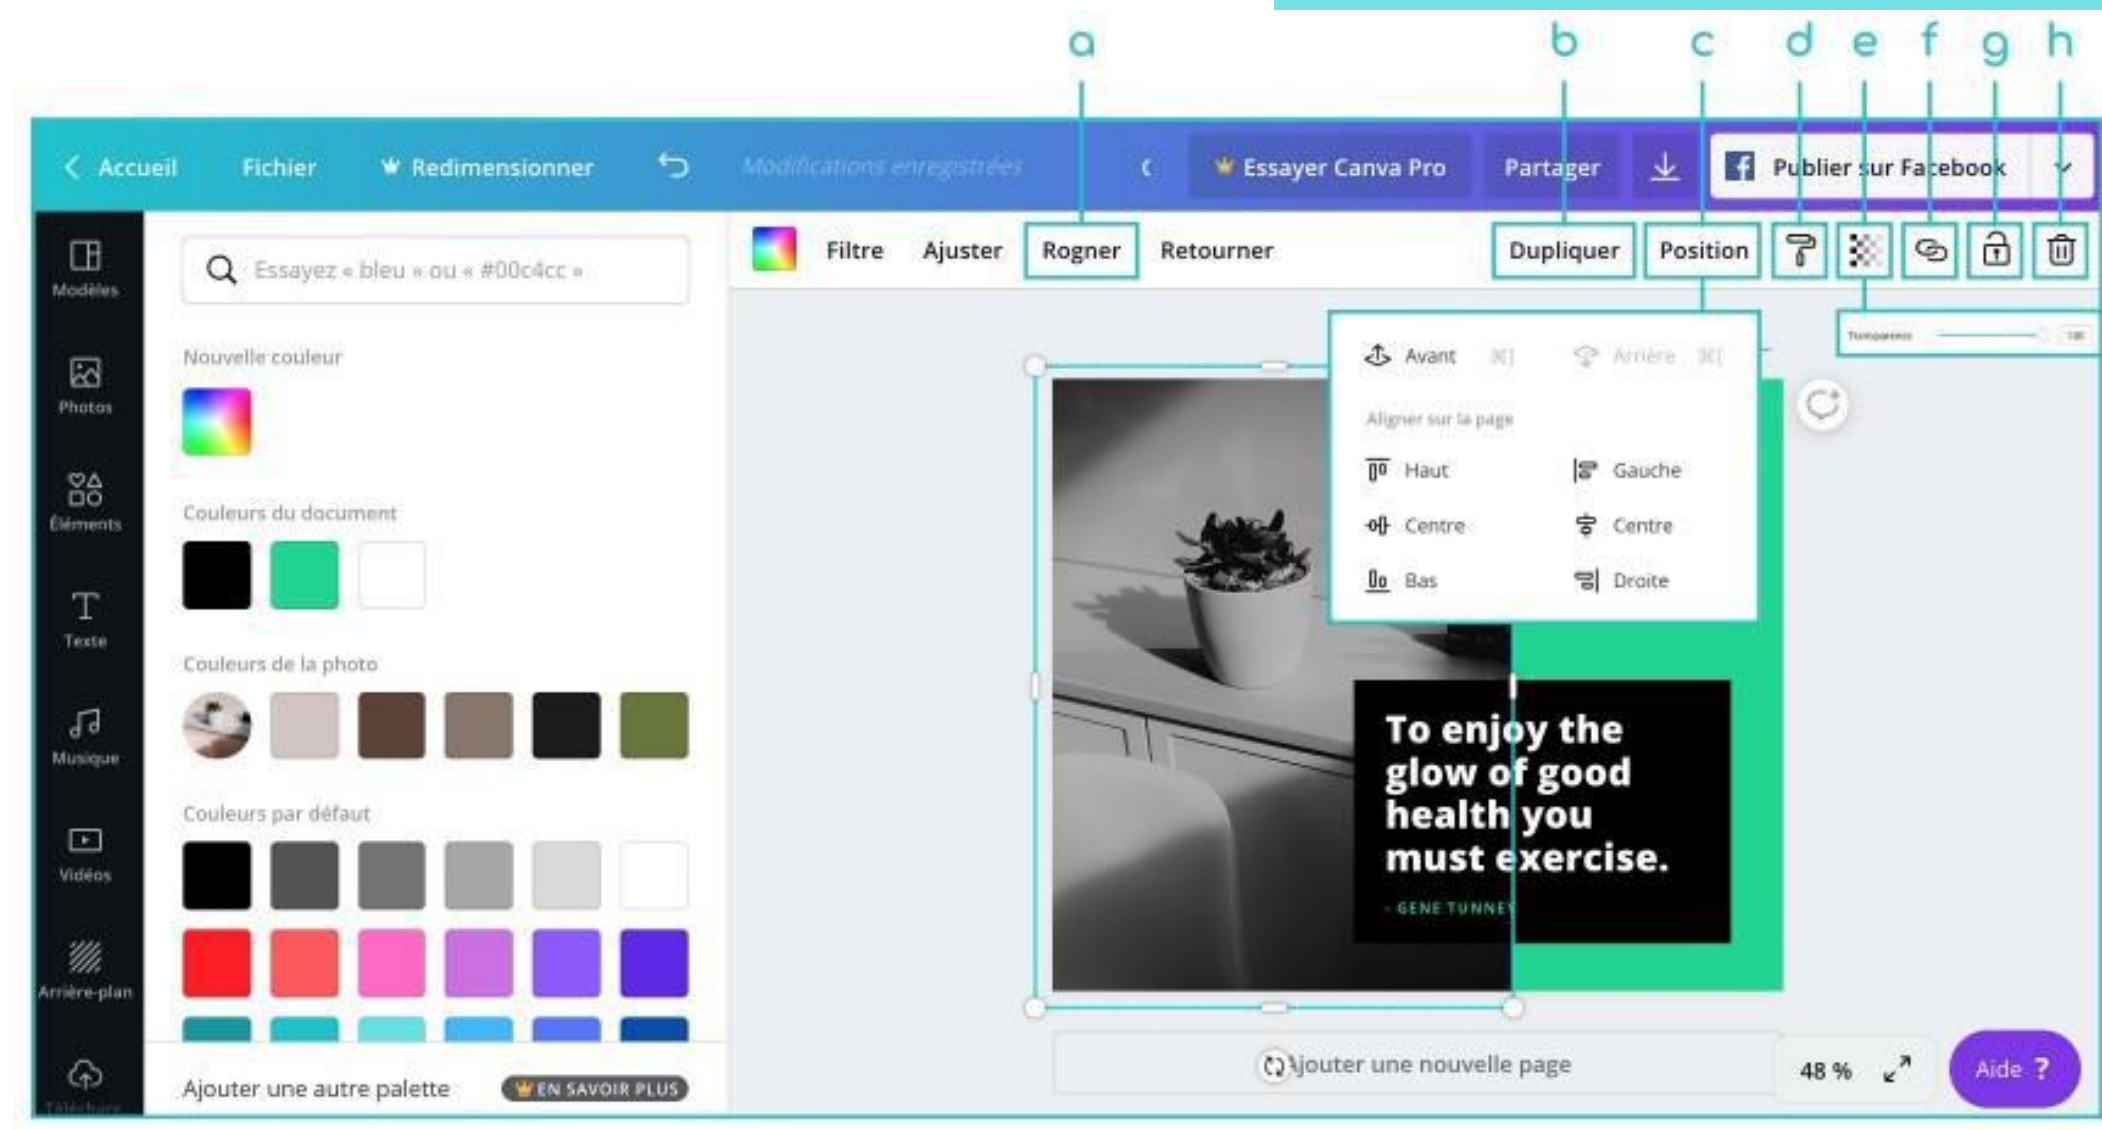 a b c d e f g h
Accueil Fichier Redimensionner Modifications enregistrées Essayer Canva Pro Partager Publier sur Facebook
Filtre Ajuster Rogner Retourner Dupliquer Position
Modèles
Photos
Éléments
Texte
Musique
Vidéos
Arrière-plan
Essayez « bleu » ou « #00c4cc »
Nouvelle couleur
Couleurs du document
Couleurs de la photo
Couleurs par défaut
Ajouter une autre palette EN SAVOIR PLUS
Avant ⌘] Arrière ⌘[
Aligner sur la page
Haut Gauche
Centre Centre
Bas Droite
Transparence 100
To enjoy the
glow of good
health you
must exercise.
- GENE TUNNEY
Ajouter une nouvelle page
48 %
Aide ?